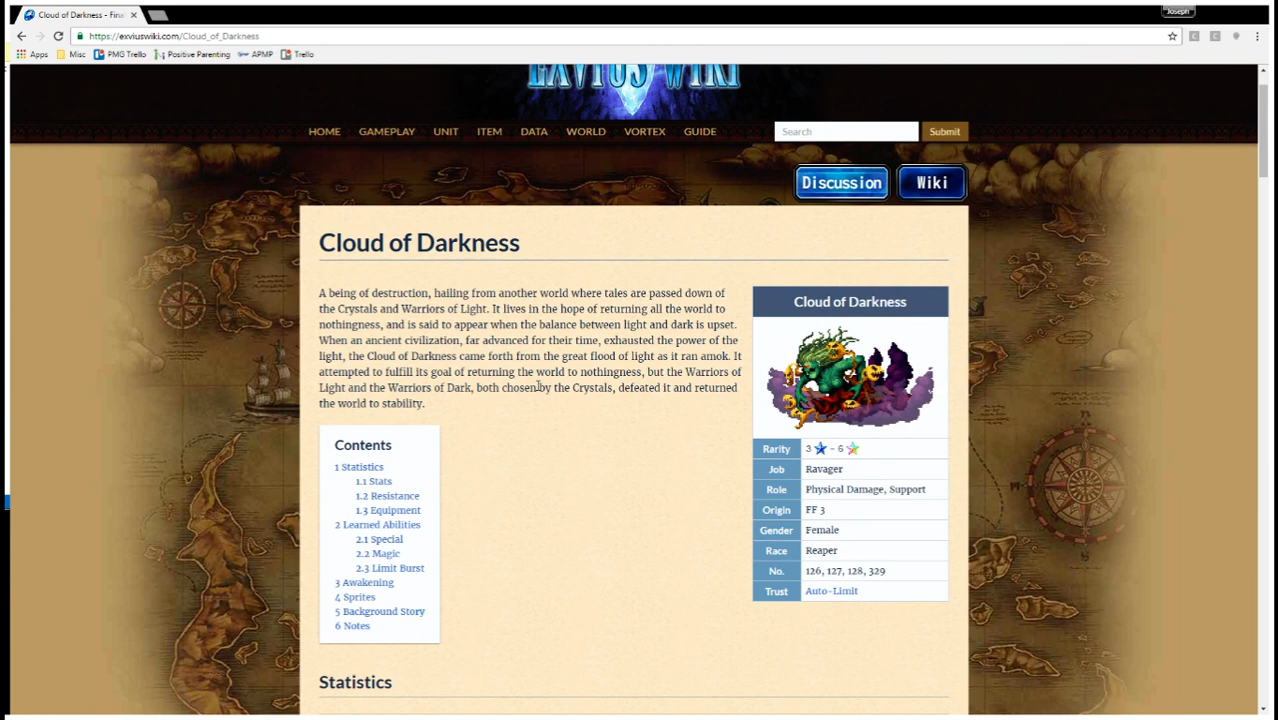 Cloud of Darkness - Fina
Joseph
https://exviuswiki.com/Cloud_of_Darkness
Apps Misc PMG Trello Positive Parenting APMP Trello
EXVIUS WIKI
HOME GAMEPLAY UNIT ITEM DATA WORLD VORTEX GUIDE Search Submit
Discussion Wiki
Cloud of Darkness
A being of destruction, hailing from another world where tales are passed down of
the Crystals and Warriors of Light. It lives in the hope of returning all the world to
nothingness, and is said to appear when the balance between light and dark is upset.
When an ancient civilization, far advanced for their time, exhausted the power of the
light, the Cloud of Darkness came forth from the great flood of light as it ran amok. It
attempted to fulfill its goal of returning the world to nothingness, but the Warriors of
Light and the Warriors of Dark, both chosen by the Crystals, defeated it and returned
the world to stability.
Cloud of Darkness
Rarity 3 - 6
Job Ravager
Role Physical Damage, Support
Origin FF 3
Gender Female
Race Reaper
No. 126, 127, 128, 329
Trust Auto-Limit
Contents
1 Statistics
1.1 Stats
1.2 Resistance
1.3 Equipment
2 Learned Abilities
2.1 Special
2.2 Magic
2.3 Limit Burst
3 Awakening
4 Sprites
5 Background Story
6 Notes
Statistics